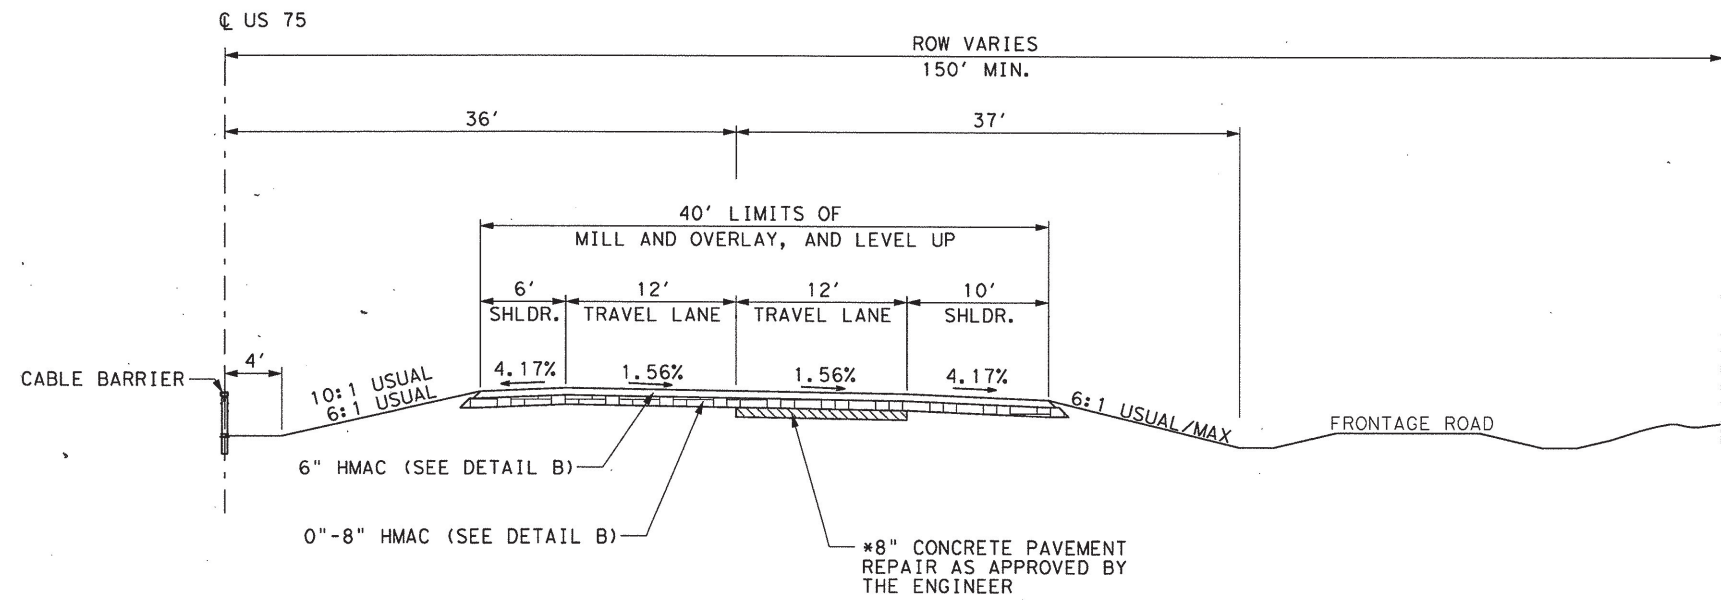 ℄ US 75
ROW VARIES
150' MIN.
36'
37'
40' LIMITS OF
MILL AND OVERLAY, AND LEVEL UP
6'
12'
12'
10'
SHLDR.
TRAVEL LANE
TRAVEL LANE
SHLDR.
4'
4.17%
1.56%
1.56%
4.17%
CABLE BARRIER
10:1 USUAL
6:1 USUAL
6:1 USUAL/MAX
FRONTAGE ROAD
6" HMAC (SEE DETAIL B)
0"-8" HMAC (SEE DETAIL B)
*8" CONCRETE PAVEMENT
REPAIR AS APPROVED BY
THE ENGINEER